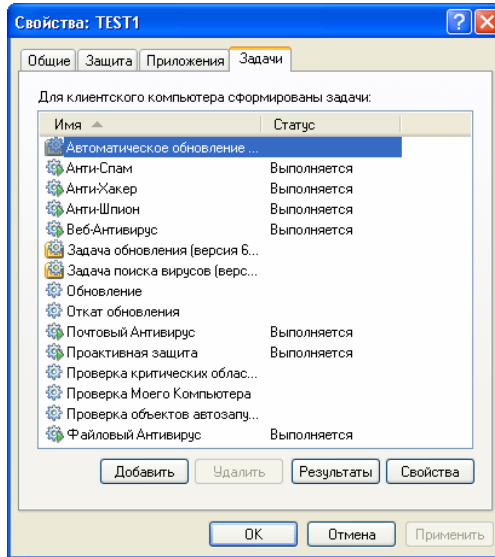 Свойства: TEST1
Общие Защита Приложения Задачи
Для клиентского компьютера сформированы задачи:
Имя Статус
Автоматическое обновление ...
Анти-Спам Выполняется
Анти-Хакер Выполняется
Анти-Шпион Выполняется
Веб-Антивирус Выполняется
Задача обновления (версия 6...
Задача поиска вирусов (верс...
Обновление
Откат обновления
Почтовый Антивирус Выполняется
Проактивная защита Выполняется
Проверка критических облас...
Проверка Моего Компьютера
Проверка объектов автозапу...
Файловый Антивирус Выполняется
Добавить Удалить Результаты Свойства
OK Отмена Применить